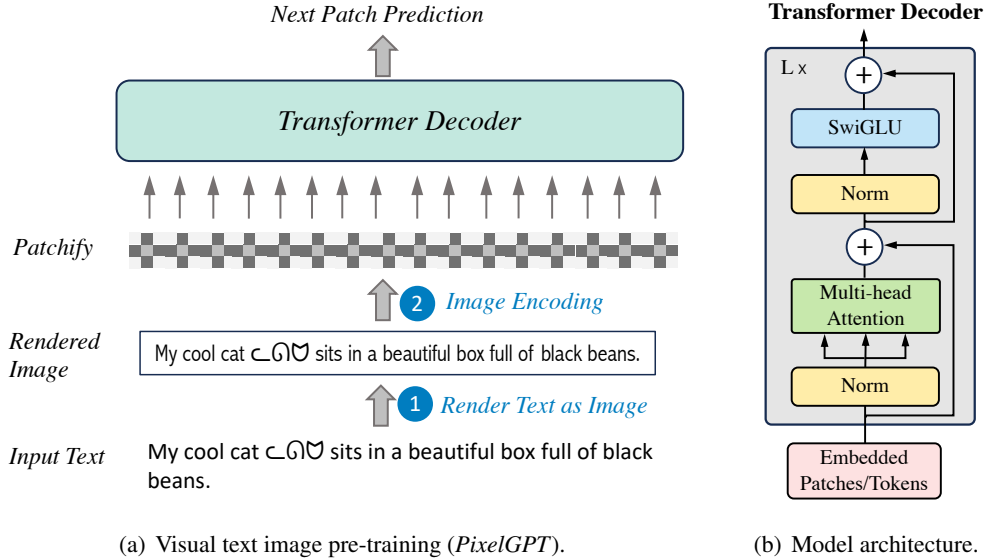 Next Patch Prediction
Transformer Decoder
Patchify
2 Image Encoding
Rendered
Image
My cool cat ᓚᘏᗢ sits in a beautiful box full of black beans.
1 Render Text as Image
Input Text
My cool cat ᓚᘏᗢ sits in a beautiful box full of black
beans.
(a) Visual text image pre-training (PixelGPT).
Transformer Decoder
L x
+
SwiGLU
Norm
+
Multi-head
Attention
Norm
Embedded
Patches/Tokens
(b) Model architecture.